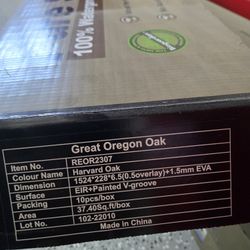 100% Waterproof
Great Oregon Oak
Item No. REOR2307
Colour Name Harvard Oak
Dimension 1524*228*6.5(0.5overlay)+1.5mm EVA
Surface EIR+Painted V-groove
Packing 10pcs/box
Area 37.40Sq.ft/box
Lot No 102-22010
Made in China